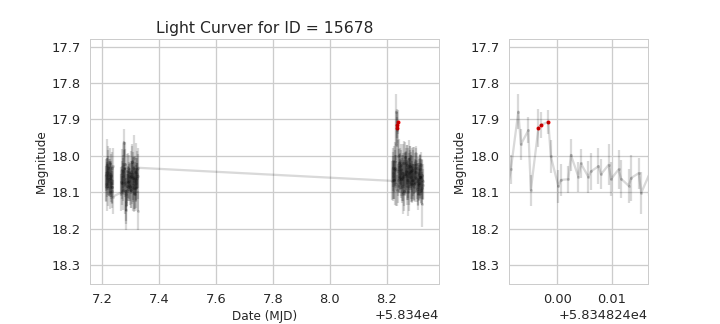 Light Curver for ID = 15678
Magnitude
17.7
17.8
17.9
18.0
18.1
18.2
18.3
7.2 7.4 7.6 7.8 8.0 8.2
Date (MJD) +5.834e4
Magnitude
17.7
17.8
17.9
18.0
18.1
18.2
18.3
0.00 0.01
+5.834824e4